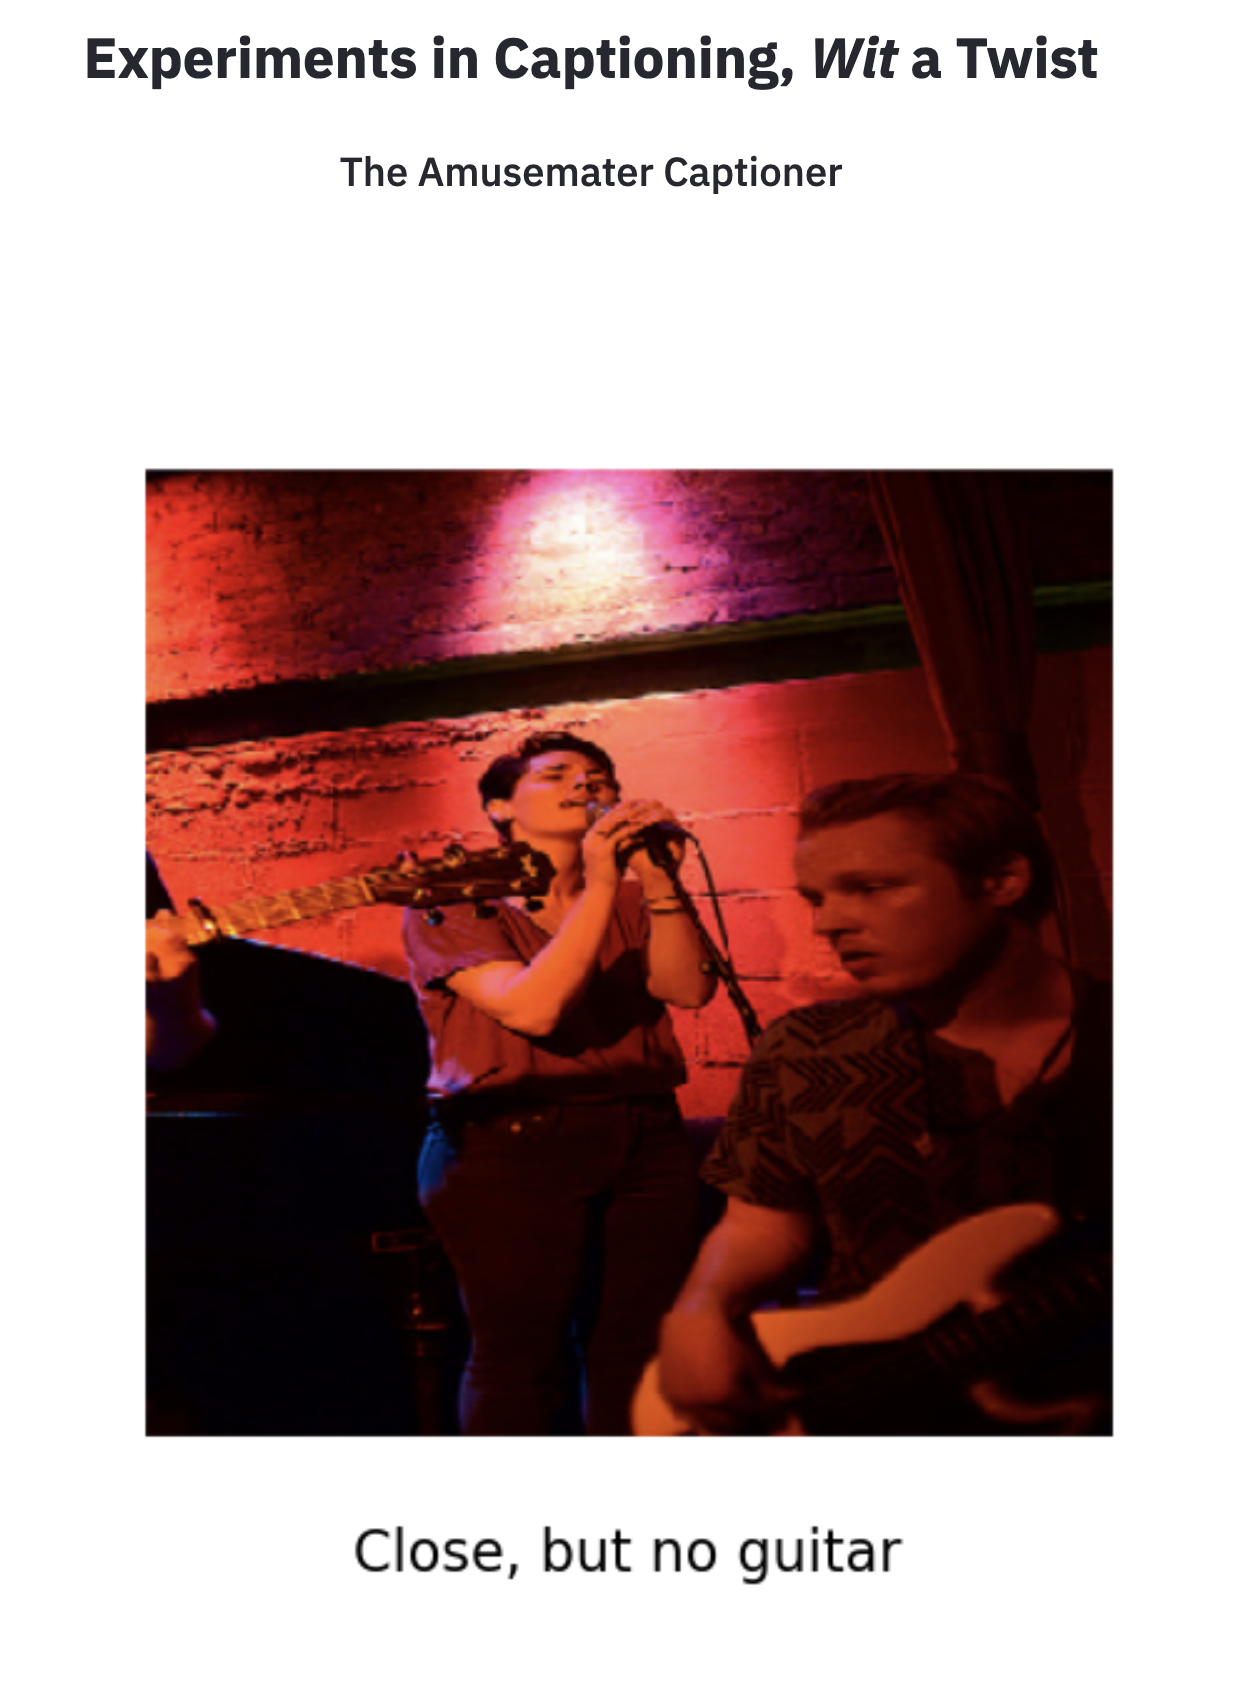 Experiments in Captioning, Wit a Twist
The Amusemater Captioner
Close, but no guitar